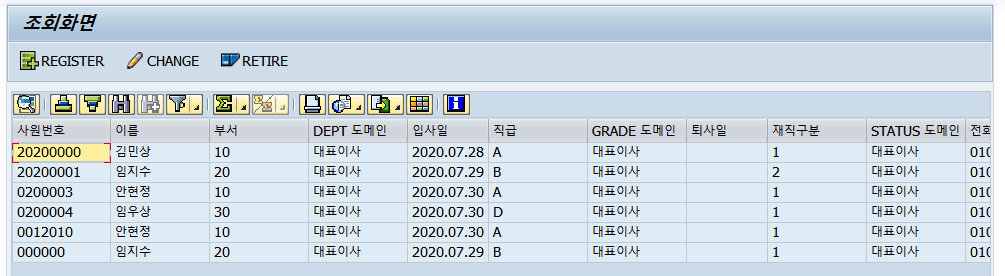 조회화면
REGISTER CHANGE RETIRE
사원번호 이름 부서 DEPT 도메인 입사일 직급 GRADE 도메인 퇴사일 재직구분 STATUS 도메인 전화
20200000 김민상 10 대표이사 2020.07.28 A 대표이사 1 대표이사 010
20200001 임지수 20 대표이사 2020.07.29 B 대표이사 2 대표이사 010
0200003 안현정 10 대표이사 2020.07.30 A 대표이사 1 대표이사 010
0200004 임우상 30 대표이사 2020.07.30 D 대표이사 1 대표이사 010
0012010 안현정 10 대표이사 2020.07.30 A 대표이사 1 대표이사 010
000000 임지수 20 대표이사 2020.07.29 B 대표이사 1 대표이사 010